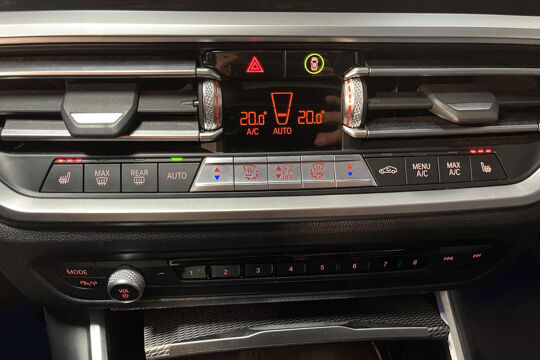 20.0° 20.0°
A/C AUTO
MAX REAR AUTO OFF MENU A/C MAX A/C
MODE 1 2 3 4 5 6 7 8
VOL